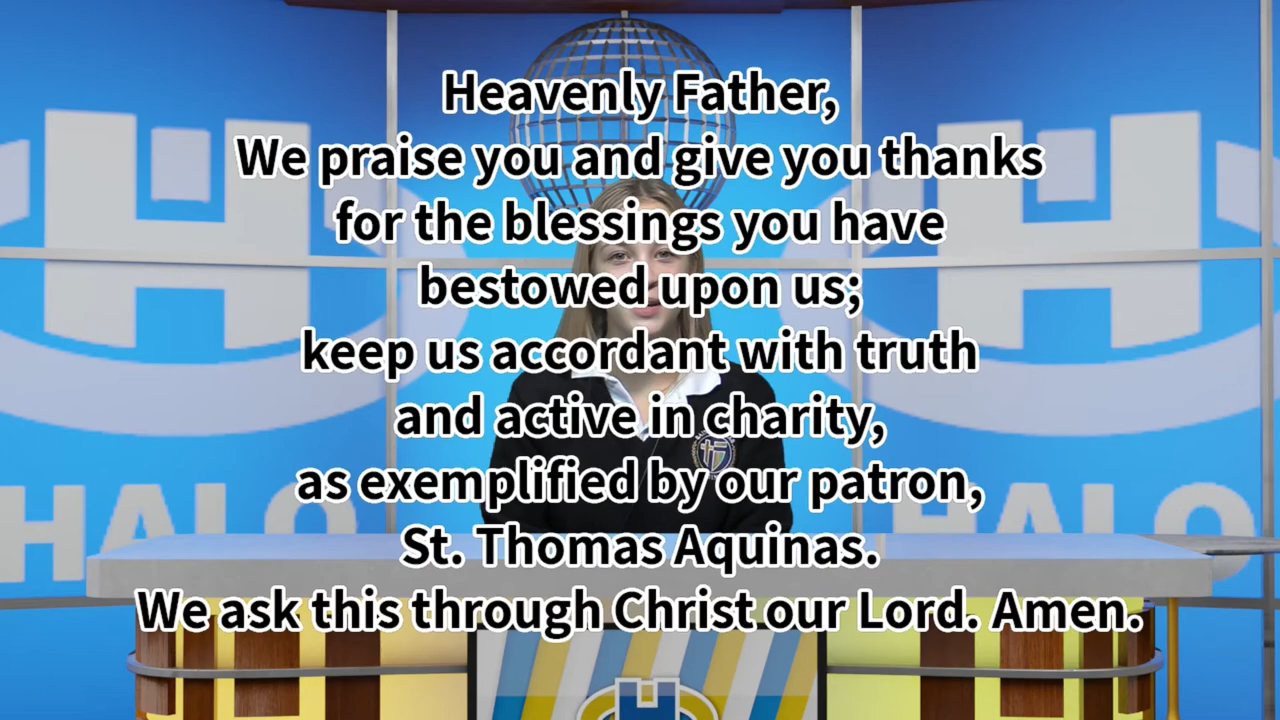 Heavenly Father,
We praise you and give you thanks
for the blessings you have
bestowed upon us;
keep us accordant with truth
and active in charity,
as exemplified by our patron,
St. Thomas Aquinas.
We ask this through Christ our Lord. Amen.
HALO
HALO